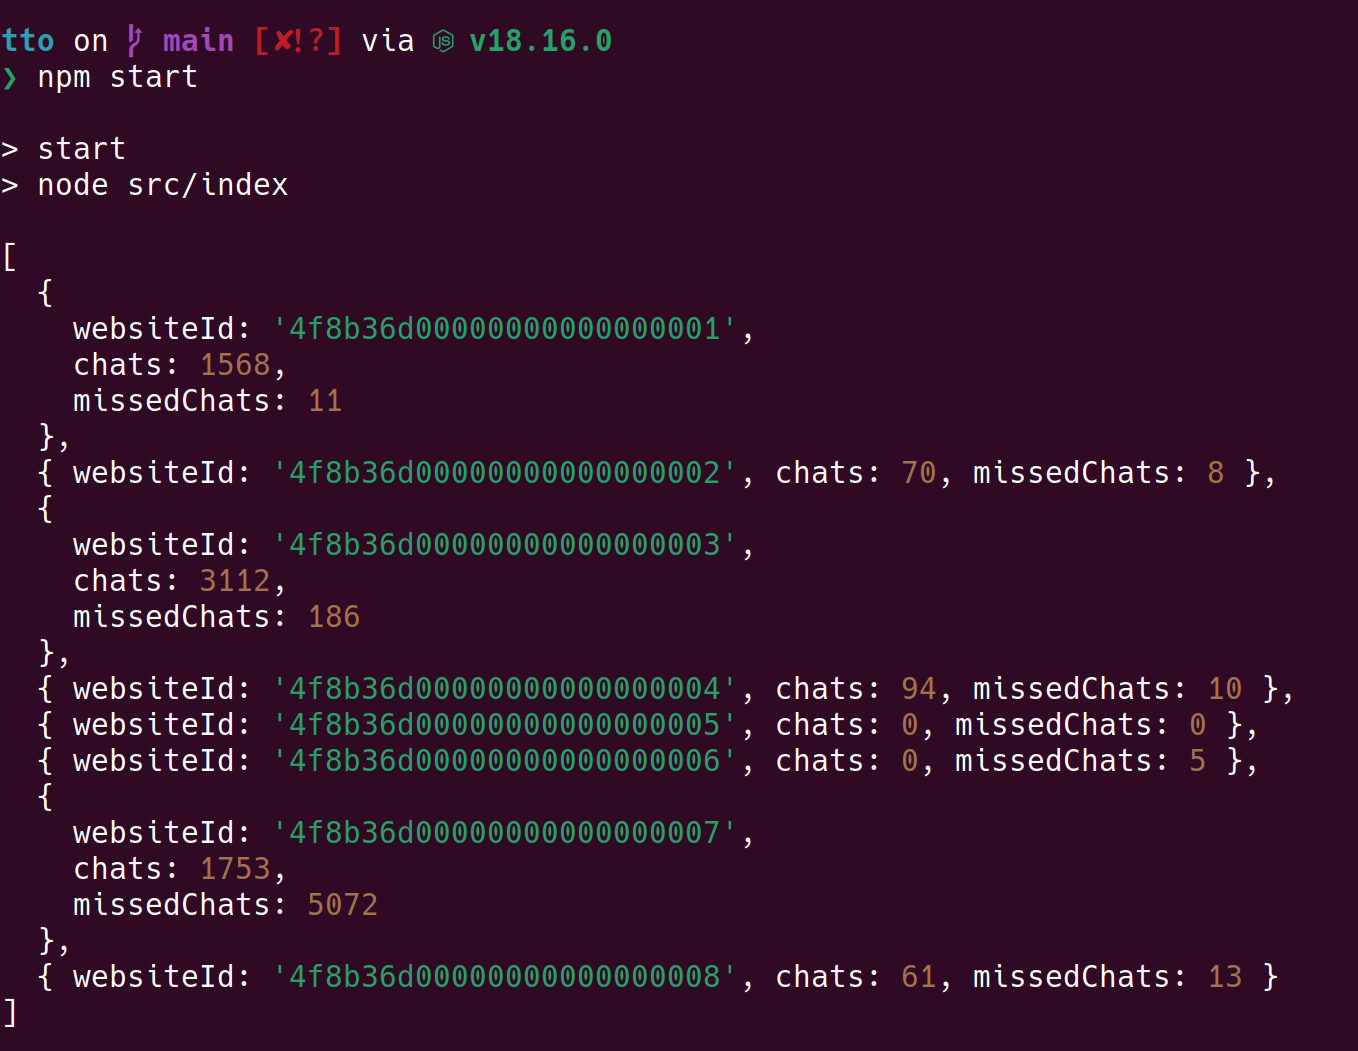 tto on  main [✘!?] via  v18.16.0
❯ npm start
> start
> node src/index
[
  {
    websiteId: '4f8b36d00000000000000001',
    chats: 1568,
    missedChats: 11
  },
  { websiteId: '4f8b36d00000000000000002', chats: 70, missedChats: 8 },
  {
    websiteId: '4f8b36d00000000000000003',
    chats: 3112,
    missedChats: 186
  },
  { websiteId: '4f8b36d00000000000000004', chats: 94, missedChats: 10 },
  { websiteId: '4f8b36d00000000000000005', chats: 0, missedChats: 0 },
  { websiteId: '4f8b36d00000000000000006', chats: 0, missedChats: 5 },
  {
    websiteId: '4f8b36d00000000000000007',
    chats: 1753,
    missedChats: 5072
  },
  { websiteId: '4f8b36d00000000000000008', chats: 61, missedChats: 13 }
]